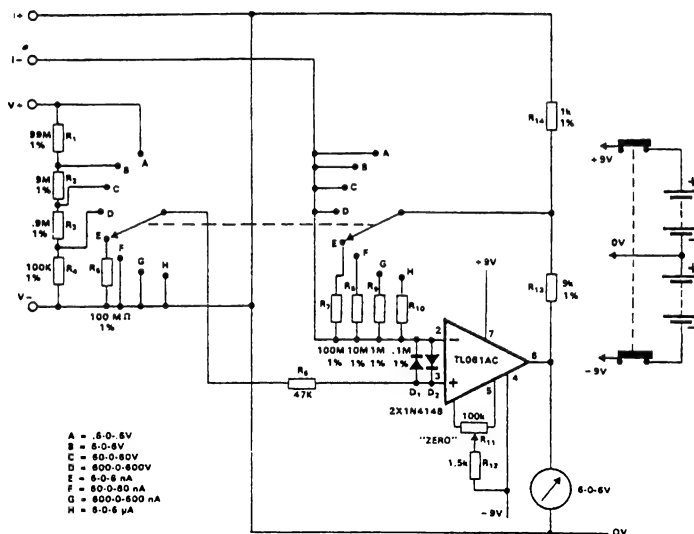 I+
I-
V+
V-
99M
1%
R1
9M
1%
R2
.9M
1%
R3
100K
1%
R4
A
B
C
D
E
F
G
H
R5
100 MΩ
1%
A
B
C
D
E
F
G
H
R7
R8
R9
R10
100M 10M 1M .1M
1% 1% 1% 1%
D1 D2
2X1N4148
R6
47K
2
3
7
6
4
5
TL061AC
+9V
100k
"ZERO"
R11
1.5k
R12
-9V
R14
1k
1%
R13
9k
1%
6-0-6V
0V
+9V
0V
-9V
+
-
+
-
A = .6-0-.6V
B = 6-0-6V
C = 60-0-60V
D = 600-0-600V
E = 6-0-6 nA
F = 60-0-60 nA
G = 600-0-600 nA
H = 6-0-6 μA